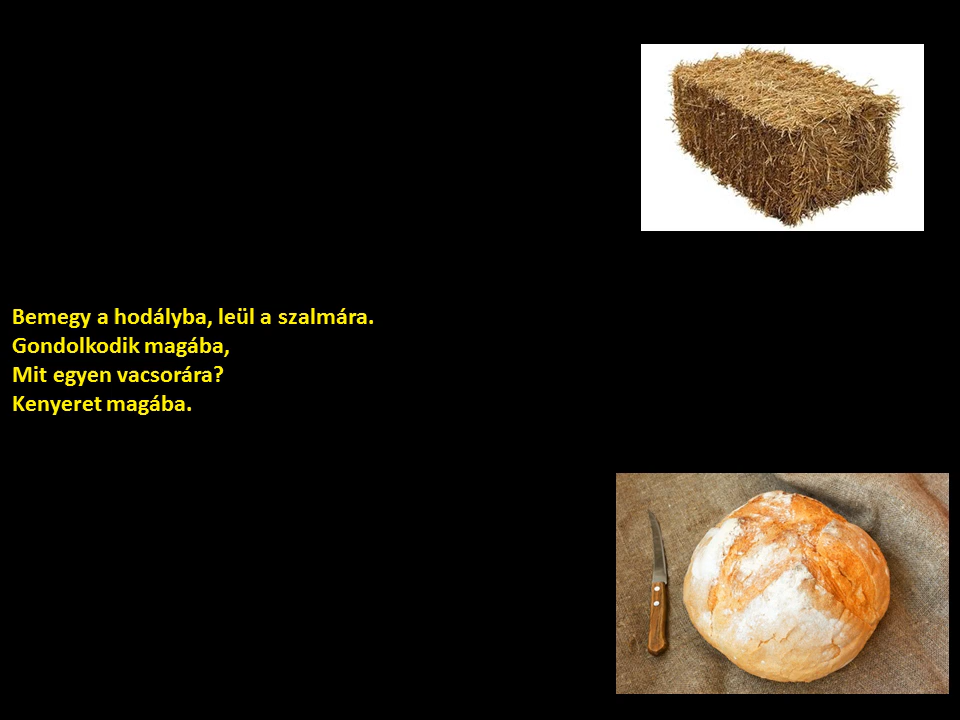 Bemegy a hodályba, leül a szalmára.
Gondolkodik magába,
Mit egyen vacsorára?
Kenyeret magába.